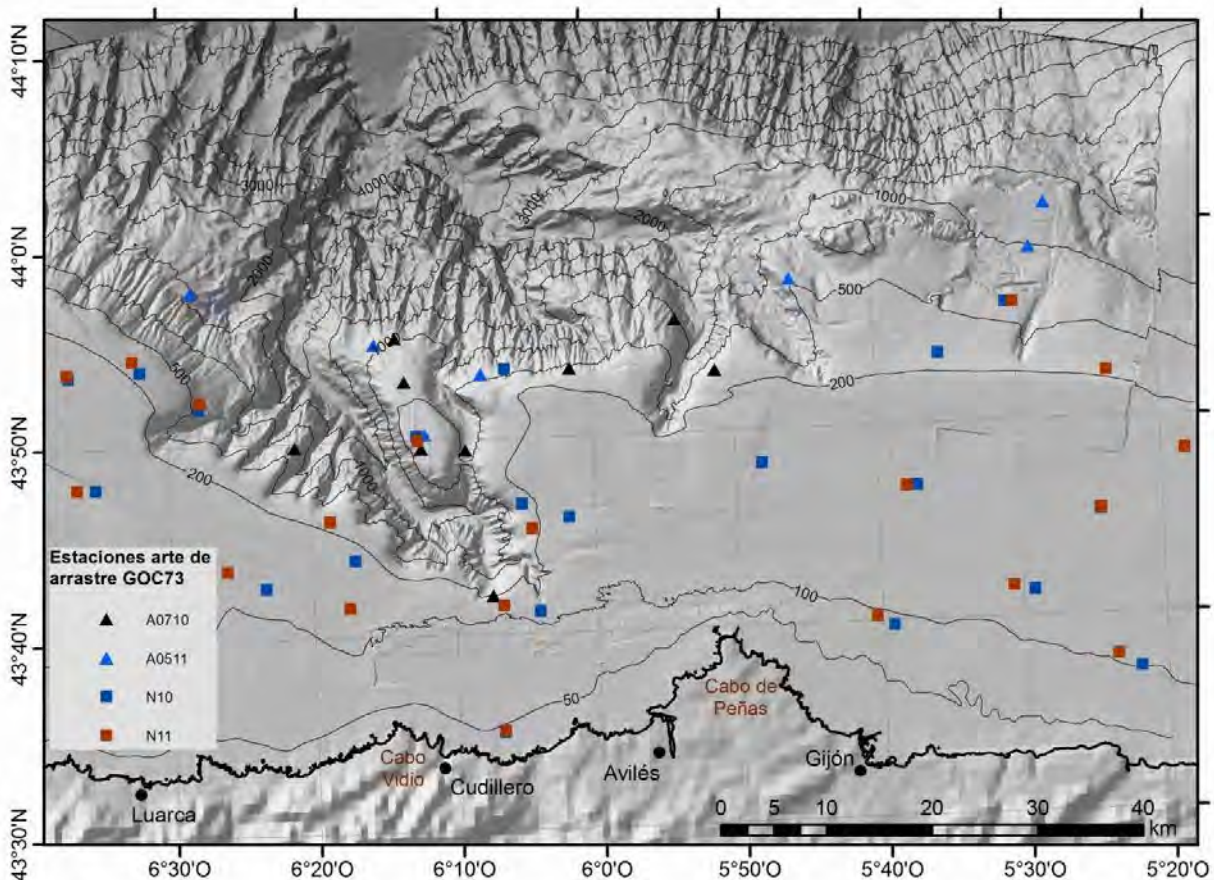 44°10'N
44°0'N
43°50'N
43°40'N
43°30'N
3000
4000
3000
2000
1000
2000
500
500
200
200
1000
100
50
Estaciones arte de
arrastre GOC73
A0710
A0511
N10
N11
Cabo de
Peñas
Cabo
Vidio
Cudillero
Avilés
Gijón
Luarca
0 5 10 20 30 40
km
6°30'O 6°20'O 6°10'O 6°0'O 5°50'O 5°40'O 5°30'O 5°20'O